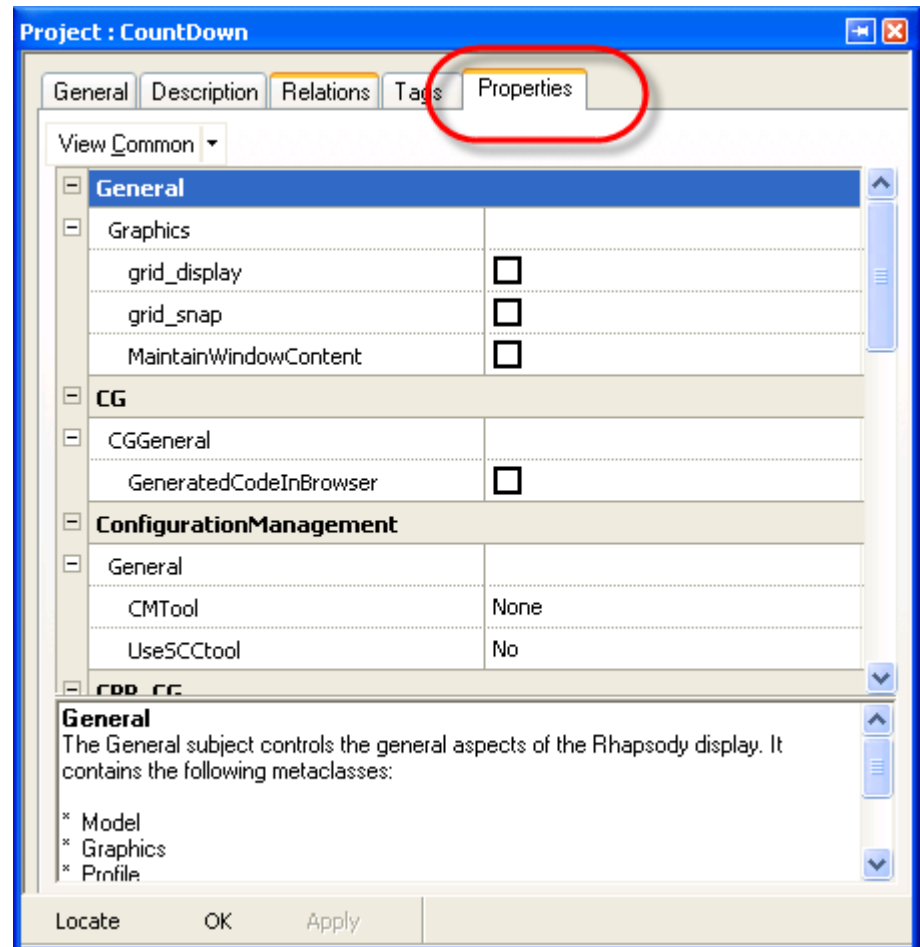 Project : CountDown
General Description Relations Tags Properties
View Common
General
Graphics
grid_display
grid_snap
MaintainWindowContent
CG
CGGeneral
GeneratedCodeInBrowser
ConfigurationManagement
General
CMTool None
UseSCCtool No
CPP_CG
General
The General subject controls the general aspects of the Rhapsody display. It
contains the following metaclasses:
* Model
* Graphics
* Profile
Locate OK Apply